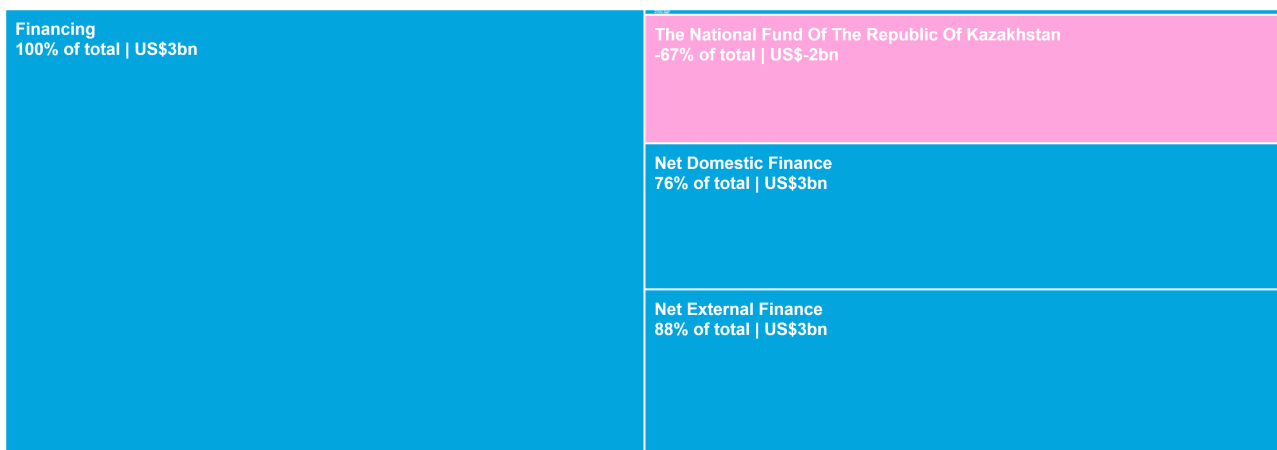 Financing
100% of total | US$3bn
The National Fund Of The Republic Of Kazakhstan
-67% of total | US$-2bn
Net Domestic Finance
76% of total | US$3bn
Net External Finance
88% of total | US$3bn